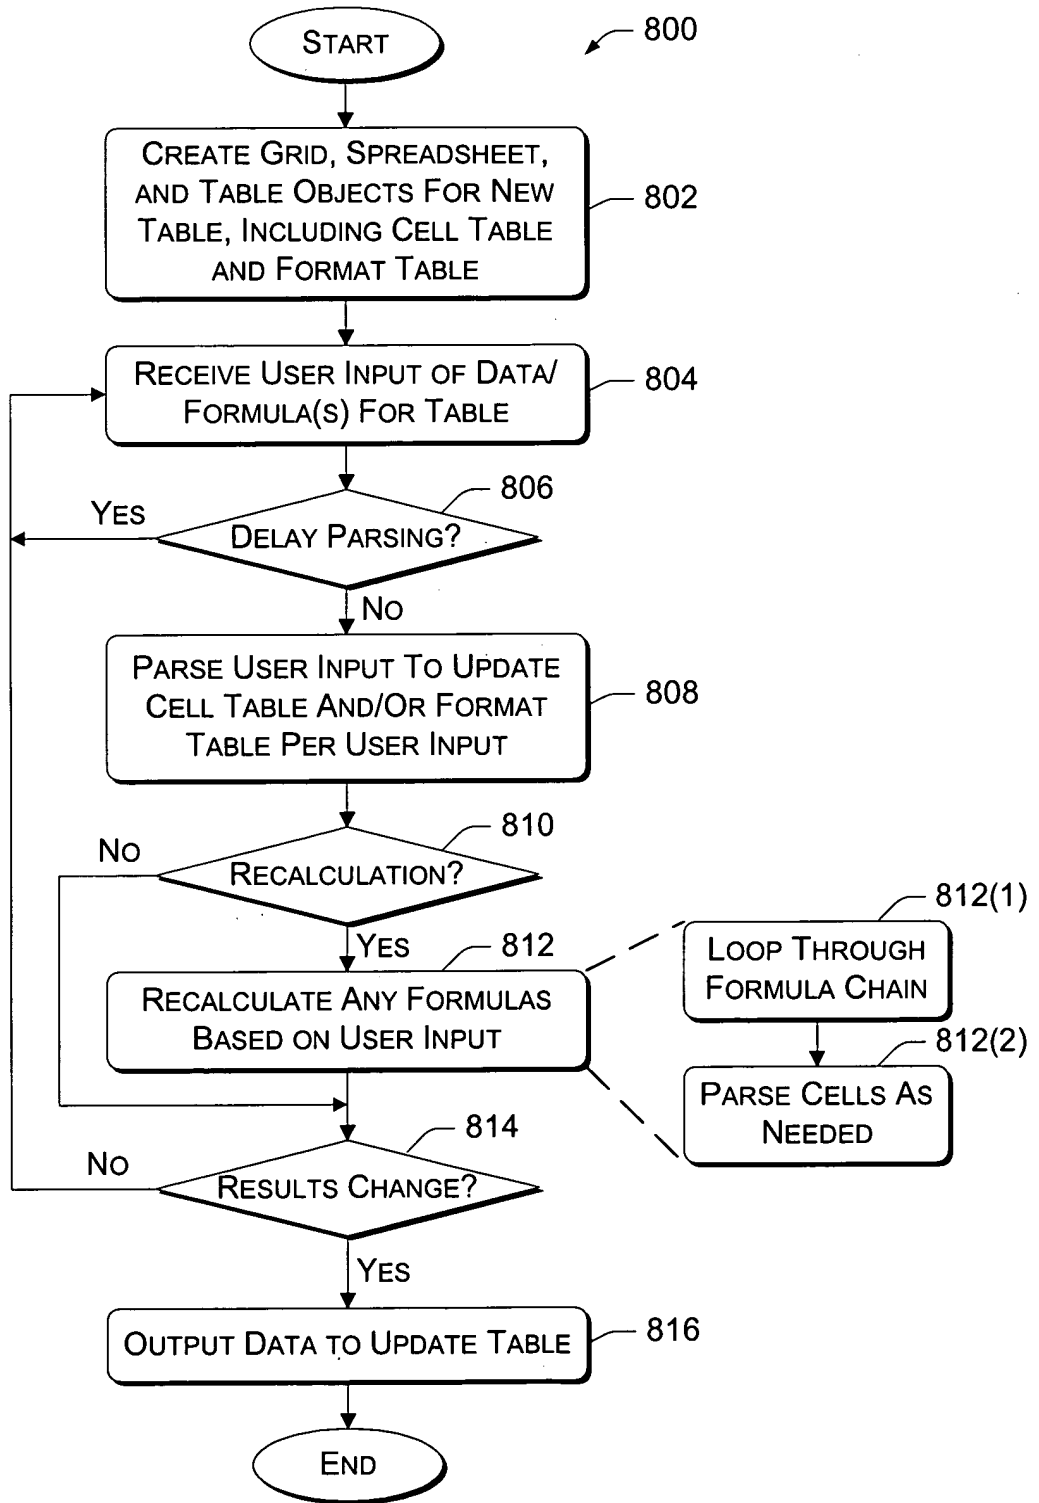 START
800
CREATE GRID, SPREADSHEET,
AND TABLE OBJECTS FOR NEW
TABLE, INCLUDING CELL TABLE
AND FORMAT TABLE
802
RECEIVE USER INPUT OF DATA/
FORMULA(S) FOR TABLE
804
806
YES
DELAY PARSING?
NO
PARSE USER INPUT TO UPDATE
CELL TABLE AND/OR FORMAT
TABLE PER USER INPUT
808
810
NO
RECALCULATION?
YES
812
RECALCULATE ANY FORMULAS
BASED ON USER INPUT
812(1)
LOOP THROUGH
FORMULA CHAIN
812(2)
PARSE CELLS AS
NEEDED
814
NO
RESULTS CHANGE?
YES
OUTPUT DATA TO UPDATE TABLE
816
END